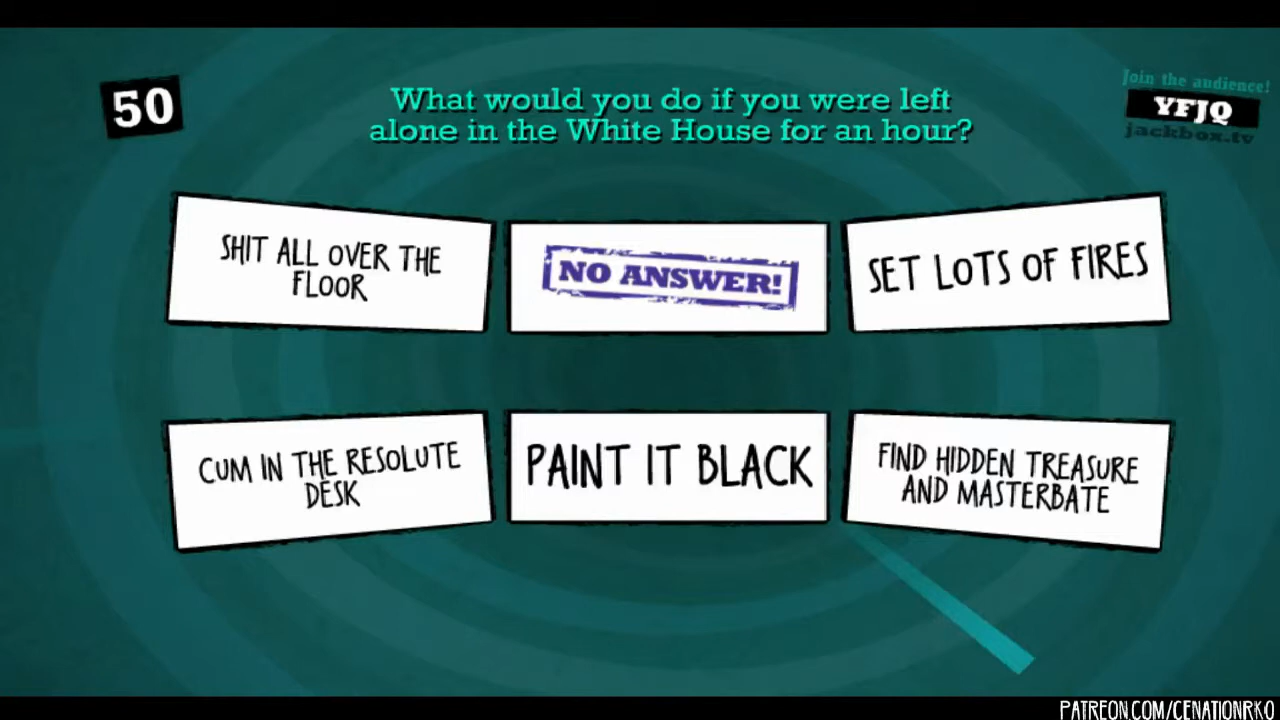 50
What would you do if you were left
alone in the White House for an hour?
Join the audience!
YFJQ
jackbox.tv
SHIT ALL OVER THE
FLOOR
NO ANSWER!
SET LOTS OF FIRES
CUM IN THE RESOLUTE
DESK
PAINT IT BLACK
FIND HIDDEN TREASURE
AND MASTERBATE
PATREON.COM/CENATIONRKO